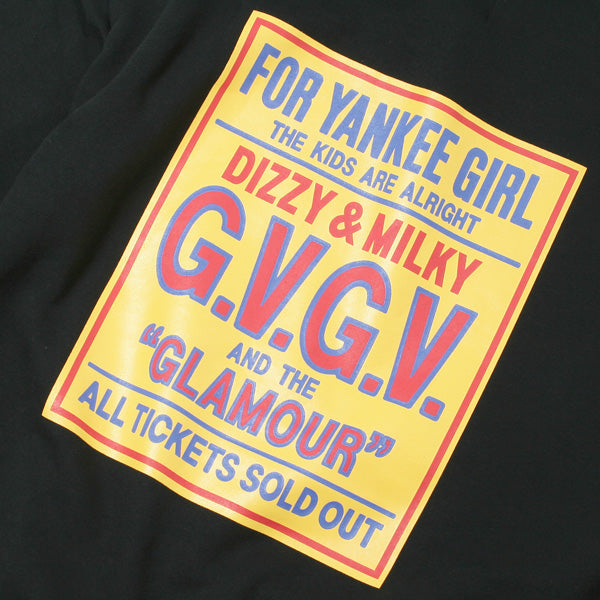 FOR YANKEE GIRL
THE KIDS ARE ALRIGHT
DIZZY & MILKY
G.V.G.V.
AND THE
"GLAMOUR"
ALL TICKETS SOLD OUT